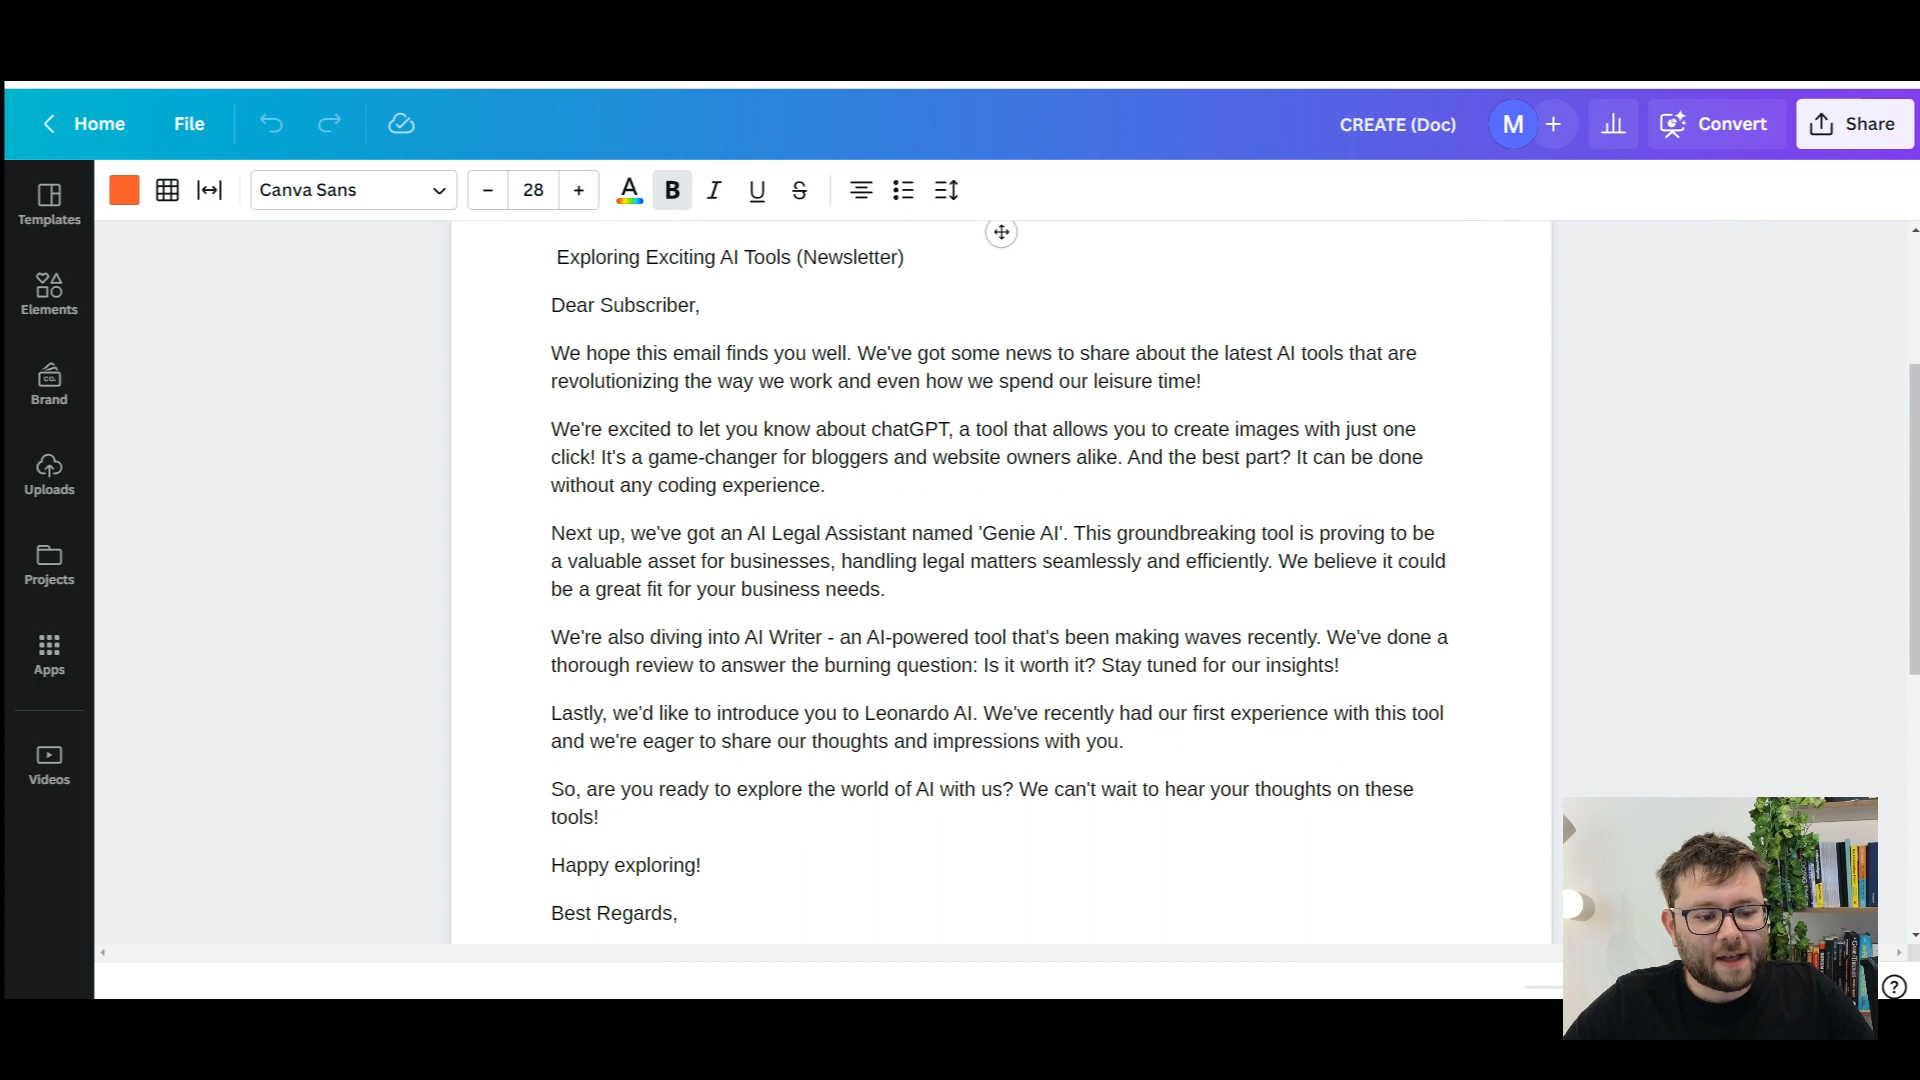 Home File CREATE (Doc) M + Convert Share
Templates
Elements
CO.
Brand
Uploads
Projects
Apps
Videos
Canva Sans - 28 + A B I U S
Exploring Exciting AI Tools (Newsletter)
Dear Subscriber,
We hope this email finds you well. We've got some news to share about the latest AI tools that are
revolutionizing the way we work and even how we spend our leisure time!
We're excited to let you know about chatGPT, a tool that allows you to create images with just one
click! It's a game-changer for bloggers and website owners alike. And the best part? It can be done
without any coding experience.
Next up, we've got an AI Legal Assistant named 'Genie AI'. This groundbreaking tool is proving to be
a valuable asset for businesses, handling legal matters seamlessly and efficiently. We believe it could
be a great fit for your business needs.
We're also diving into AI Writer - an AI-powered tool that's been making waves recently. We've done a
thorough review to answer the burning question: Is it worth it? Stay tuned for our insights!
Lastly, we'd like to introduce you to Leonardo AI. We've recently had our first experience with this tool
and we're eager to share our thoughts and impressions with you.
So, are you ready to explore the world of AI with us? We can't wait to hear your thoughts on these
tools!
Happy exploring!
Best Regards,
?